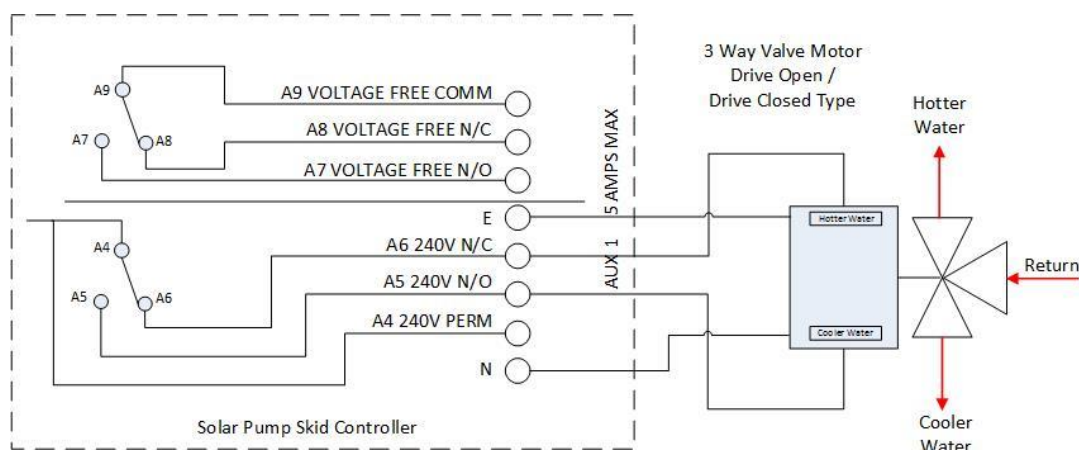 3 Way Valve Motor
Drive Open /
Drive Closed Type
A9
A9 VOLTAGE FREE COMM
Hotter
Water
A7
A8
A8 VOLTAGE FREE N/C
A7 VOLTAGE FREE N/O
5 AMPS MAX
E
Hotter Water
A4
A6 240V N/C
AUX 1
Return
A5
A6
A5 240V N/O
A4 240V PERM
Cooler Water
N
Solar Pump Skid Controller
Cooler
Water